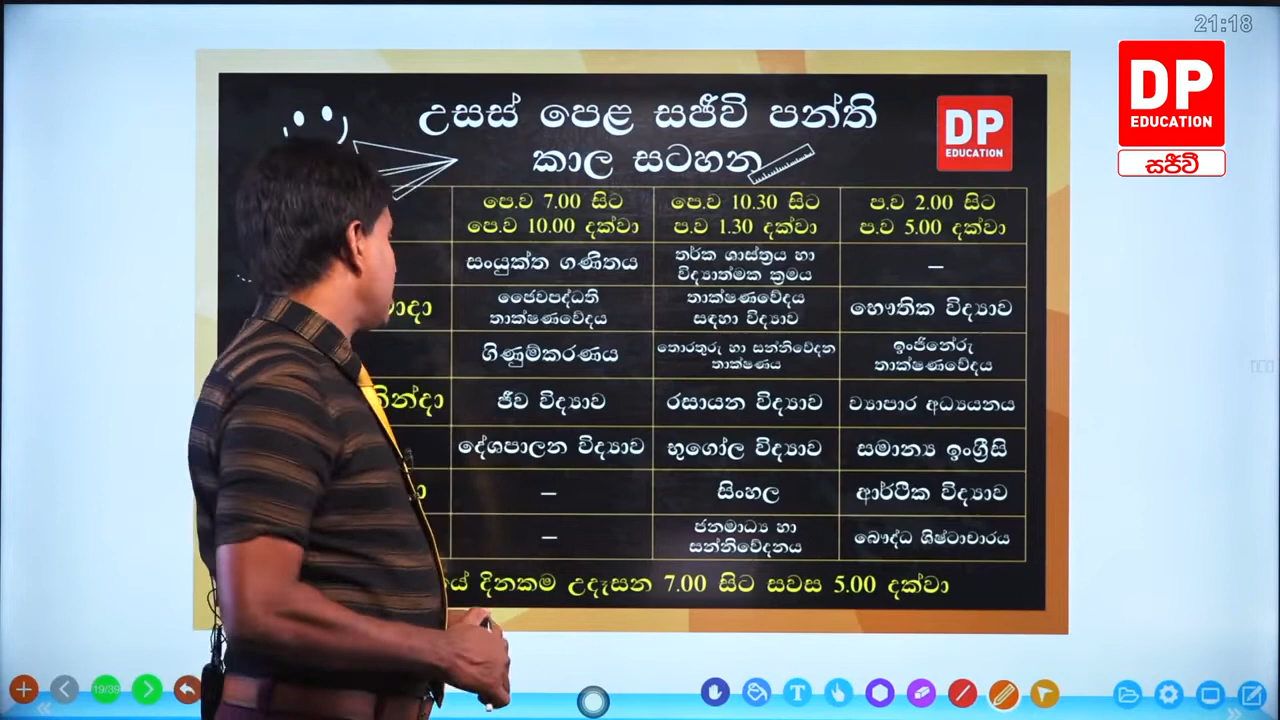 21:18
DP
EDUCATION
සජීවි
උසස් පෙළ සජීවි පන්ති
කාල සටහන
DP
EDUCATION
පෙ.ව 7.00 සිට
පෙ.ව 10.00 දක්වා
පෙ.ව 10.30 සිට
ප.ව 1.30 දක්වා
ප.ව 2.00 සිට
ප.ව 5.00 දක්වා
සංයුක්ත ගණිතය
තර්ක ශාස්ත්‍රය හා
විද්‍යාත්මක ක්‍රමය
–
ජෛවපද්ධති
තාක්ෂණවේදය
තාක්ෂණවේදය
සඳහා විද්‍යාව
භෞතික විද්‍යාව
ගිණුම්කරණය
තොරතුරු හා සන්නිවේදන
තාක්ෂණය
ඉංජිනේරු
තාක්ෂණවේදය
ජීව විද්‍යාව
රසායන විද්‍යාව
ව්‍යාපාර අධ්‍යයනය
දේශපාලන විද්‍යාව
භූගෝල විද්‍යාව
සමාන්‍ය ඉංග්‍රීසි
–
සිංහල
ආර්ථික විද්‍යාව
–
ජනමාධ්‍ය හා
සන්නිවේදනය
බෞද්ධ ශිෂ්ටාචාරය
දිනකම උදෑසන 7.00 සිට සවස 5.00 දක්වා
19/39